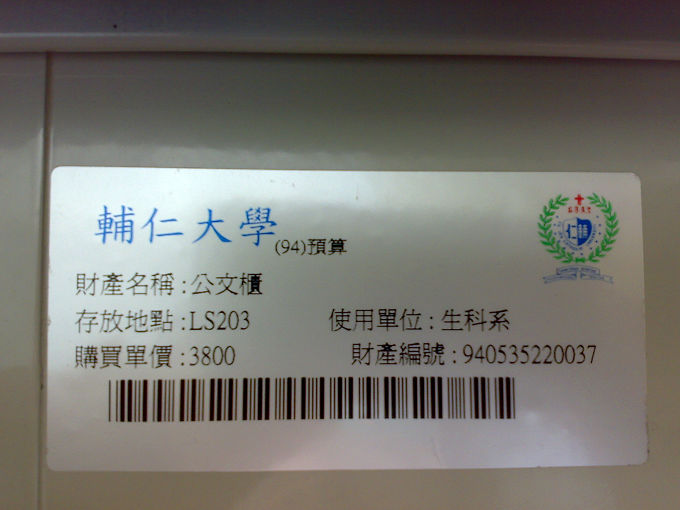 輔仁大學 (94)預算
財產名稱 : 公文櫃
存放地點 : LS203 使用單位 : 生科系
購買單價 : 3800 財產編號 : 940535220037